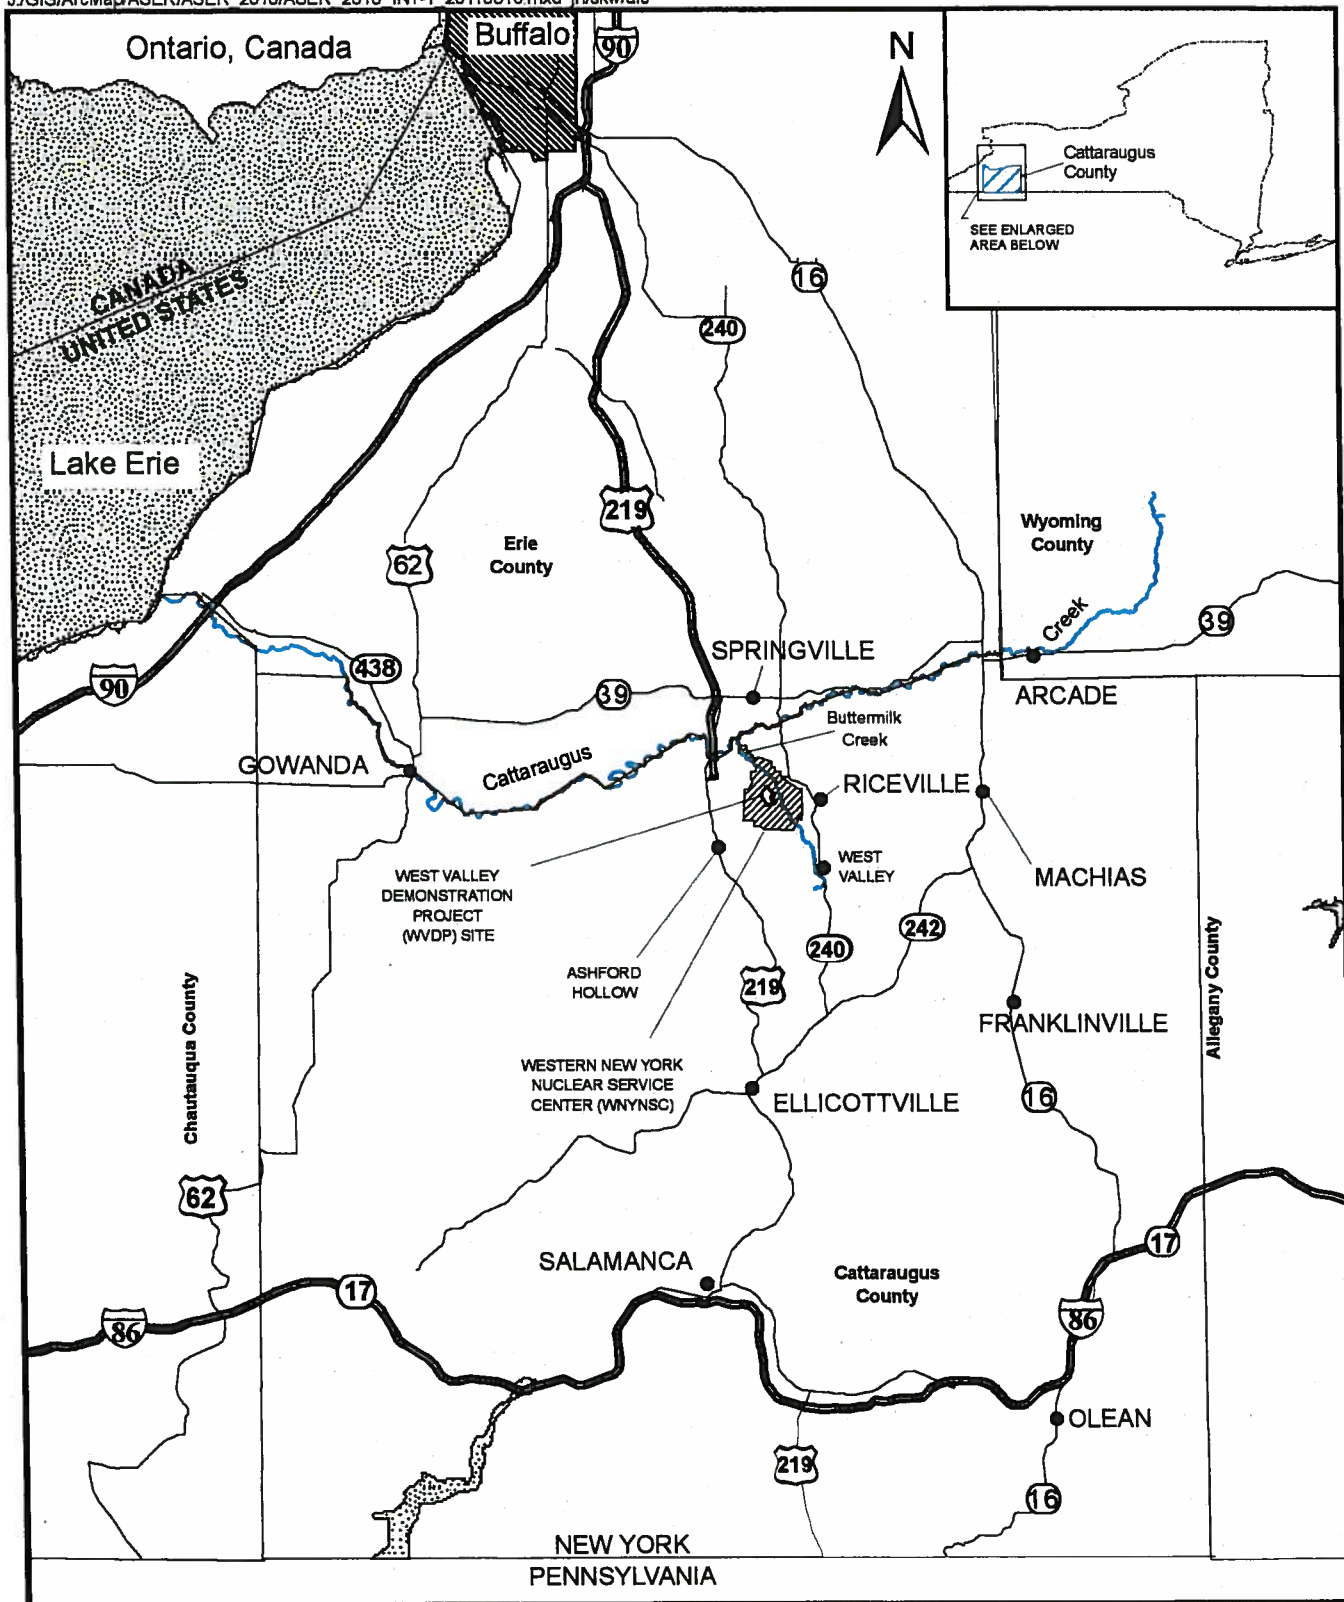 Ontario, Canada
Buffalo
90
N
Cattaraugus
County
SEE ENLARGED
AREA BELOW
16
240
CANADA
UNITED STATES
Lake Erie
219
62
Erie
County
Wyoming
County
Creek
39
438
90
SPRINGVILLE
39
ARCADE
Buttermilk
Creek
GOWANDA
Cattaraugus
RICEVILLE
WEST
VALLEY
MACHIAS
WEST VALLEY
DEMONSTRATION
PROJECT
(WVDP) SITE
240
242
ASHFORD
HOLLOW
219
Chautauqua County
Allegany County
FRANKLINVILLE
WESTERN NEW YORK
NUCLEAR SERVICE
CENTER (WNYNSC)
ELLICOTTVILLE
16
62
SALAMANCA
Cattaraugus
County
17
17
86
86
OLEAN
219
16
NEW YORK
PENNSYLVANIA